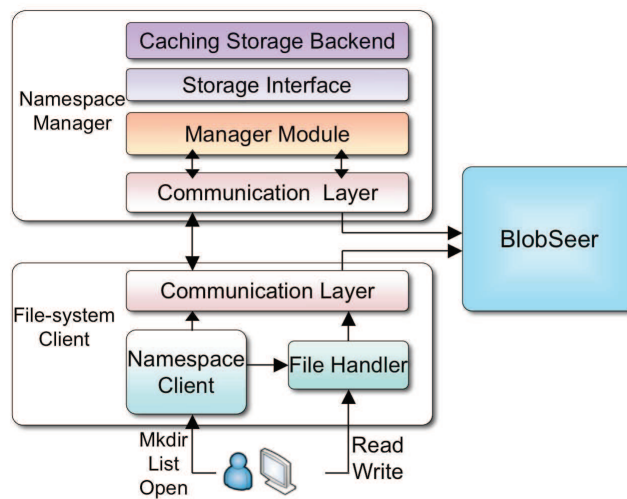 Caching Storage Backend
Storage Interface
Namespace
Manager
Manager Module
Communication Layer
BlobSeer
Communication Layer
File-system
Client
Namespace
Client
File Handler
Mkdir
List
Open
Read
Write